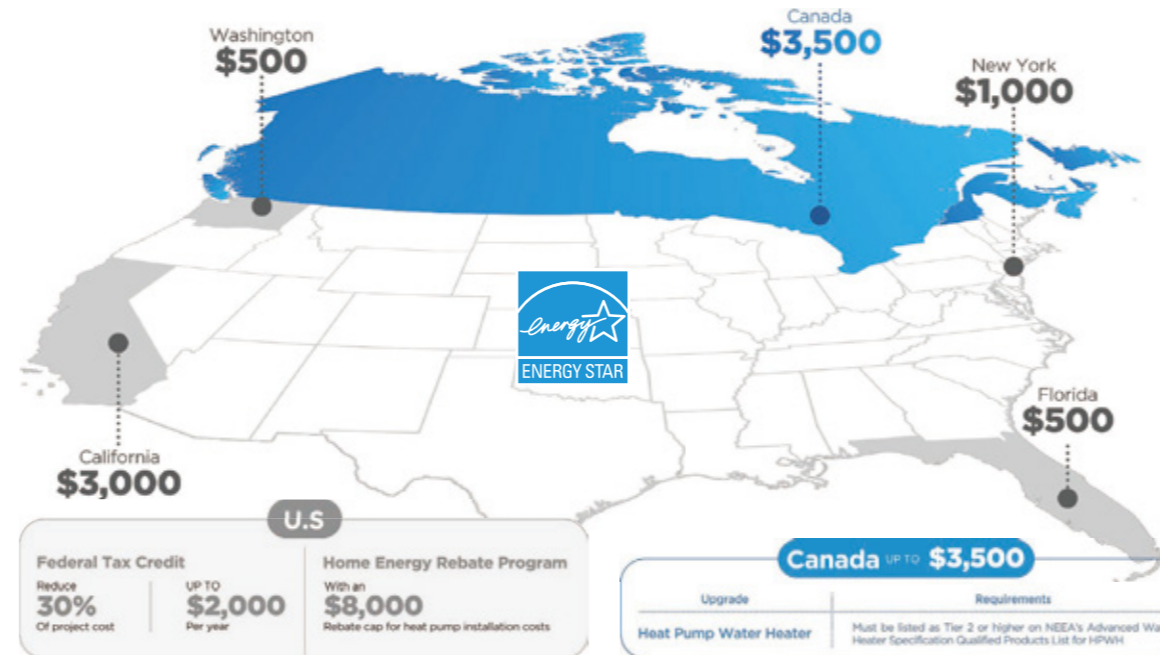 Washington
$500
Canada
$3,500
New York
$1,000
energy
ENERGY STAR
Florida
$500
California
$3,000
U.S
Federal Tax Credit
Reduce
30%
Of project cost
UP TO
$2,000
Per year
Home Energy Rebate Program
With an
$8,000
Rebate cap for heat pump installation costs
Canada UP TO $3,500
Upgrade
Requirements
Heat Pump Water Heater
Must be listed as Tier 2 or higher on NEEA's Advanced Wa
Heater Specification Qualified Products List for HPWH